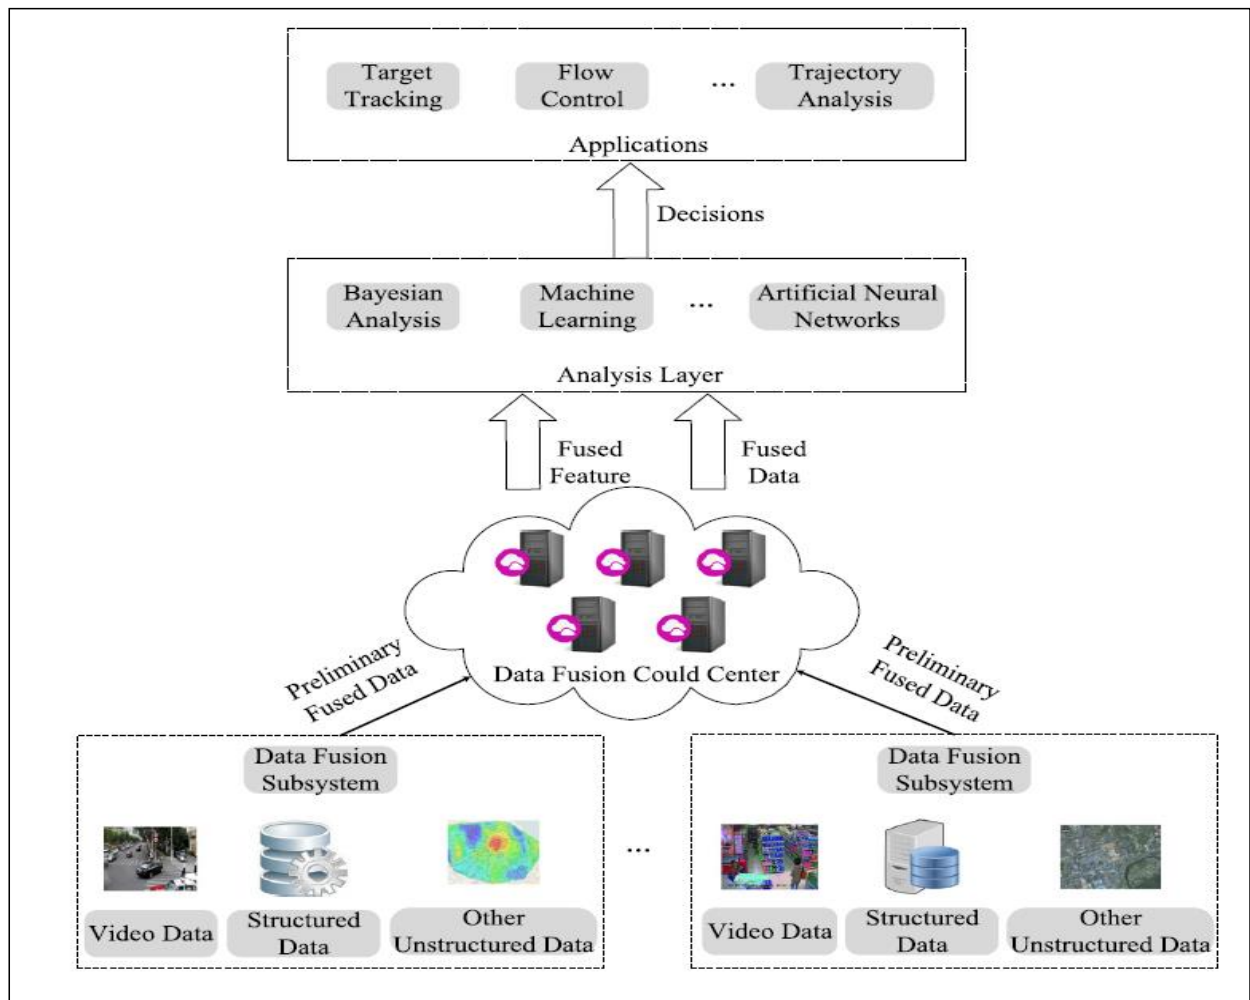 Target
Tracking
Flow
Control
...
Trajectory
Analysis
Applications
Decisions
Bayesian
Analysis
Machine
Learning
...
Artificial Neural
Networks
Analysis Layer
Fused
Feature
Fused
Data
Data Fusion Could Center
Preliminary
Fused Data
Preliminary
Fused Data
Data Fusion
Subsystem
Video Data
Structured
Data
Other
Unstructured Data
...
Data Fusion
Subsystem
Video Data
Structured
Data
Other
Unstructured Data